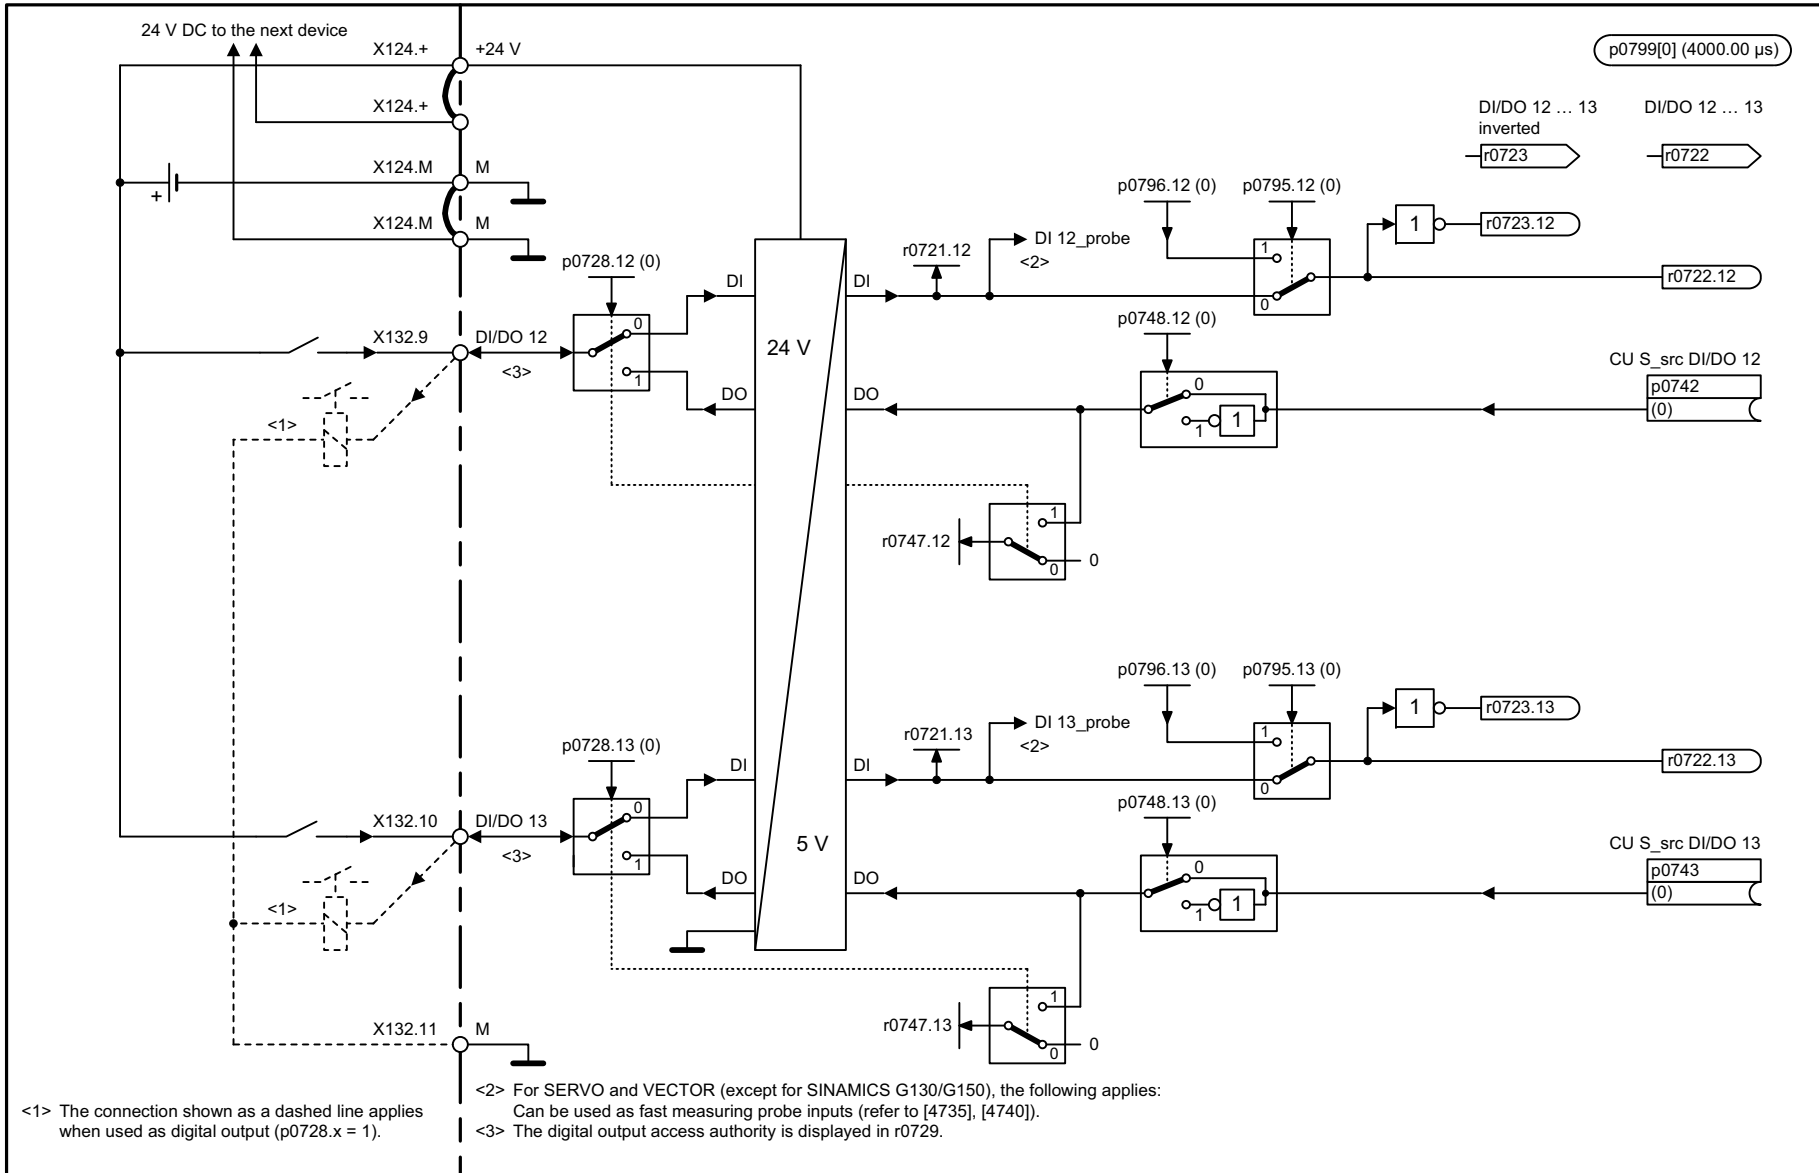 24 V DC to the next device
X124.+
+24 V
p0799[0] (4000.00 µs)
X124.+
DI/DO 12 … 13
inverted
DI/DO 12 … 13
r0723
r0722
X124.M
M
+
X124.M
M
p0796.12 (0)
p0795.12 (0)
1
r0723.12
DI 12_probe
<2>
r0721.12
1
0
r0722.12
p0728.12 (0)
DI
DI
24 V
p0748.12 (0)
X132.9
DI/DO 12
<3>
0
1
CU S_src DI/DO 12
p0742
(0)
DO
DO
0
1
1
<1>
r0747.12
1
0
0
p0796.13 (0)
p0795.13 (0)
1
r0723.13
DI 13_probe
<2>
r0721.13
1
0
r0722.13
p0728.13 (0)
DI
DI
p0748.13 (0)
X132.10
DI/DO 13
<3>
0
1
5 V
CU S_src DI/DO 13
p0743
(0)
DO
DO
0
1
1
<1>
r0747.13
1
0
0
X132.11
M
<1> The connection shown as a dashed line applies
when used as digital output (p0728.x = 1).
<2> For SERVO and VECTOR (except for SINAMICS G130/G150), the following applies:
Can be used as fast measuring probe inputs (refer to [4735], [4740]).
<3> The digital output access authority is displayed in r0729.